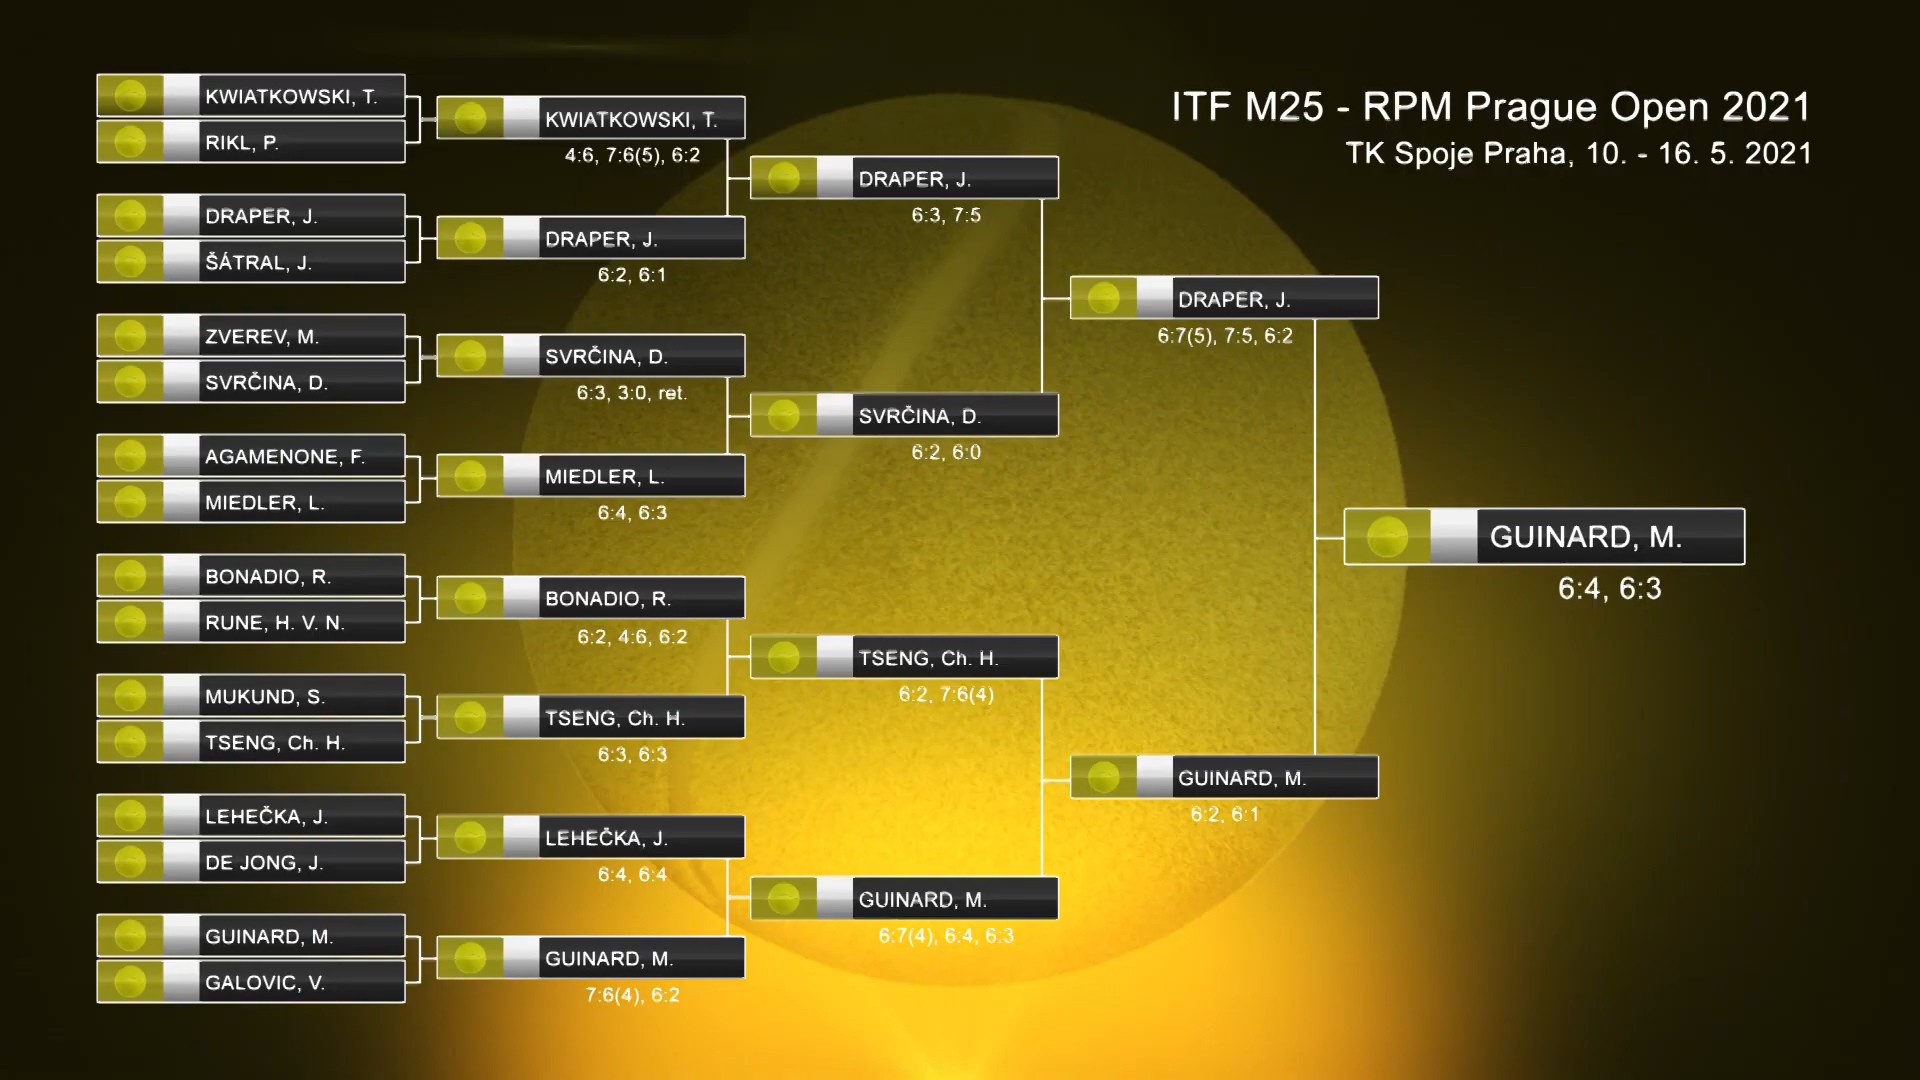 ITF M25 - RPM Prague Open 2021
TK Spoje Praha, 10. - 16. 5. 2021
KWIATKOWSKI, T.
RIKL, P.
DRAPER, J.
ŠÁTRAL, J.
ZVEREV, M.
SVRČINA, D.
AGAMENONE, F.
MIEDLER, L.
BONADIO, R.
RUNE, H. V. N.
MUKUND, S.
TSENG, Ch. H.
LEHEČKA, J.
DE JONG, J.
GUINARD, M.
GALOVIC, V.
KWIATKOWSKI, T.
4:6, 7:6(5), 6:2
DRAPER, J.
6:2, 6:1
SVRČINA, D.
6:3, 3:0, ret.
MIEDLER, L.
6:4, 6:3
BONADIO, R.
6:2, 4:6, 6:2
TSENG, Ch. H.
6:3, 6:3
LEHEČKA, J.
6:4, 6:4
GUINARD, M.
7:6(4), 6:2
DRAPER, J.
6:3, 7:5
SVRČINA, D.
6:2, 6:0
TSENG, Ch. H.
6:2, 7:6(4)
GUINARD, M.
6:7(4), 6:4, 6:3
DRAPER, J.
6:7(5), 7:5, 6:2
GUINARD, M.
6:2, 6:1
GUINARD, M.
6:4, 6:3